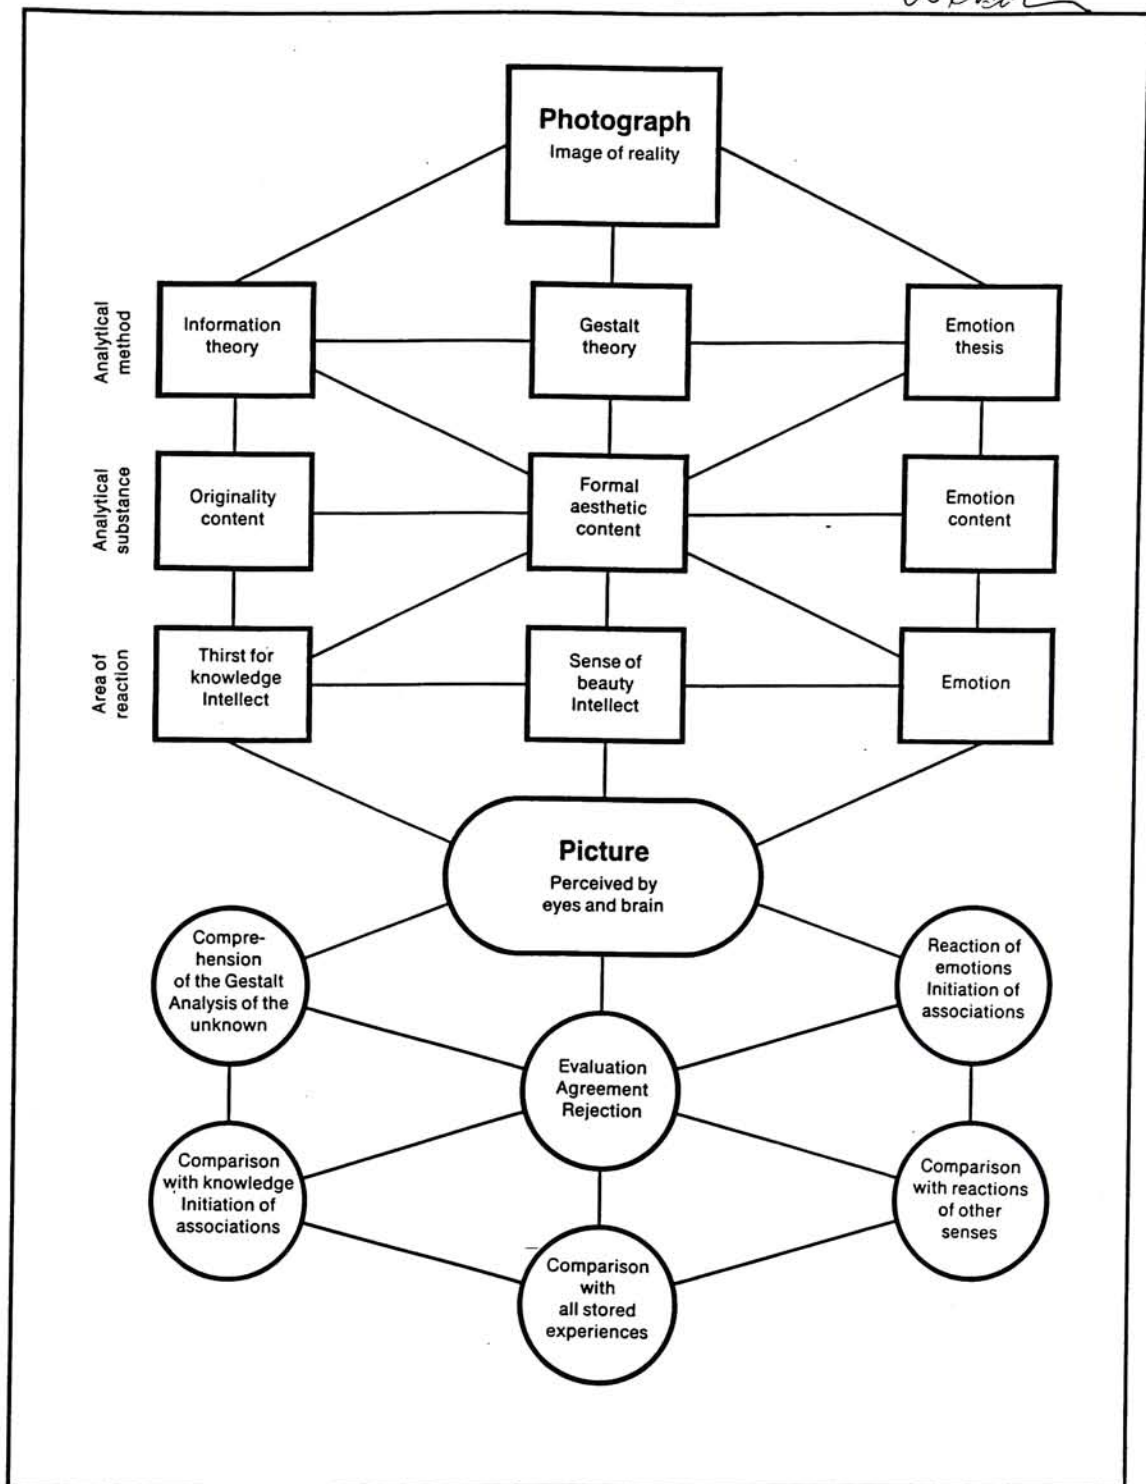 Photograph
Image of reality
Analytical
method
Information
theory
Gestalt
theory
Emotion
thesis
Analytical
substance
Originality
content
Formal
aesthetic
content
Emotion
content
Area of
reaction
Thirst for
knowledge
Intellect
Sense of
beauty
Intellect
Emotion
Picture
Perceived by
eyes and brain
Compre-
hension
of the Gestalt
Analysis of the
unknown
Reaction of
emotions
Initiation of
associations
Evaluation
Agreement
Rejection
Comparison
with knowledge
Initiation of
associations
Comparison
with reactions
of other
senses
Comparison
with
all stored
experiences